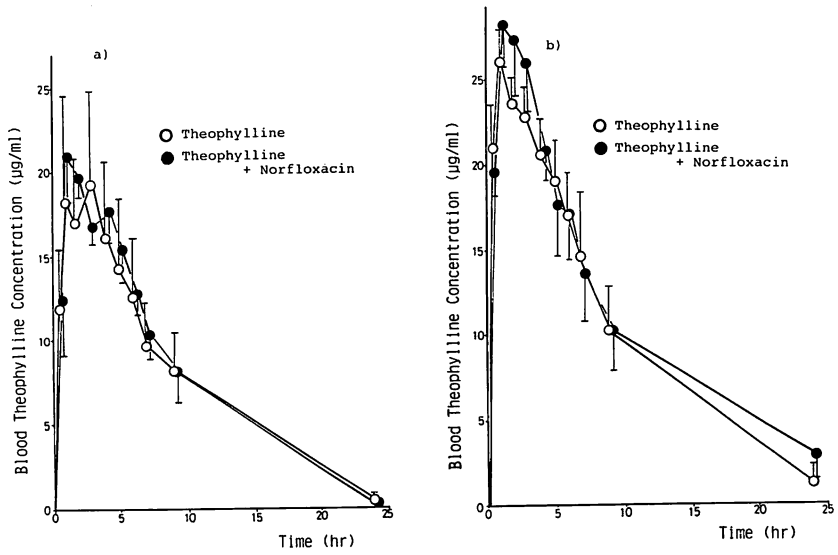 a)
Theophylline
Theophylline
+ Norfloxacin
Blood Theophylline Concentration (µg/ml)
25
20
15
10
5
0
0 5 10 15 20 25
Time (hr)
b)
Theophylline
Theophylline
+ Norfloxacin
Blood Theophylline Concentration (µg/ml)
25
20
15
10
5
0
0 5 10 15 20 25
Time (hr)